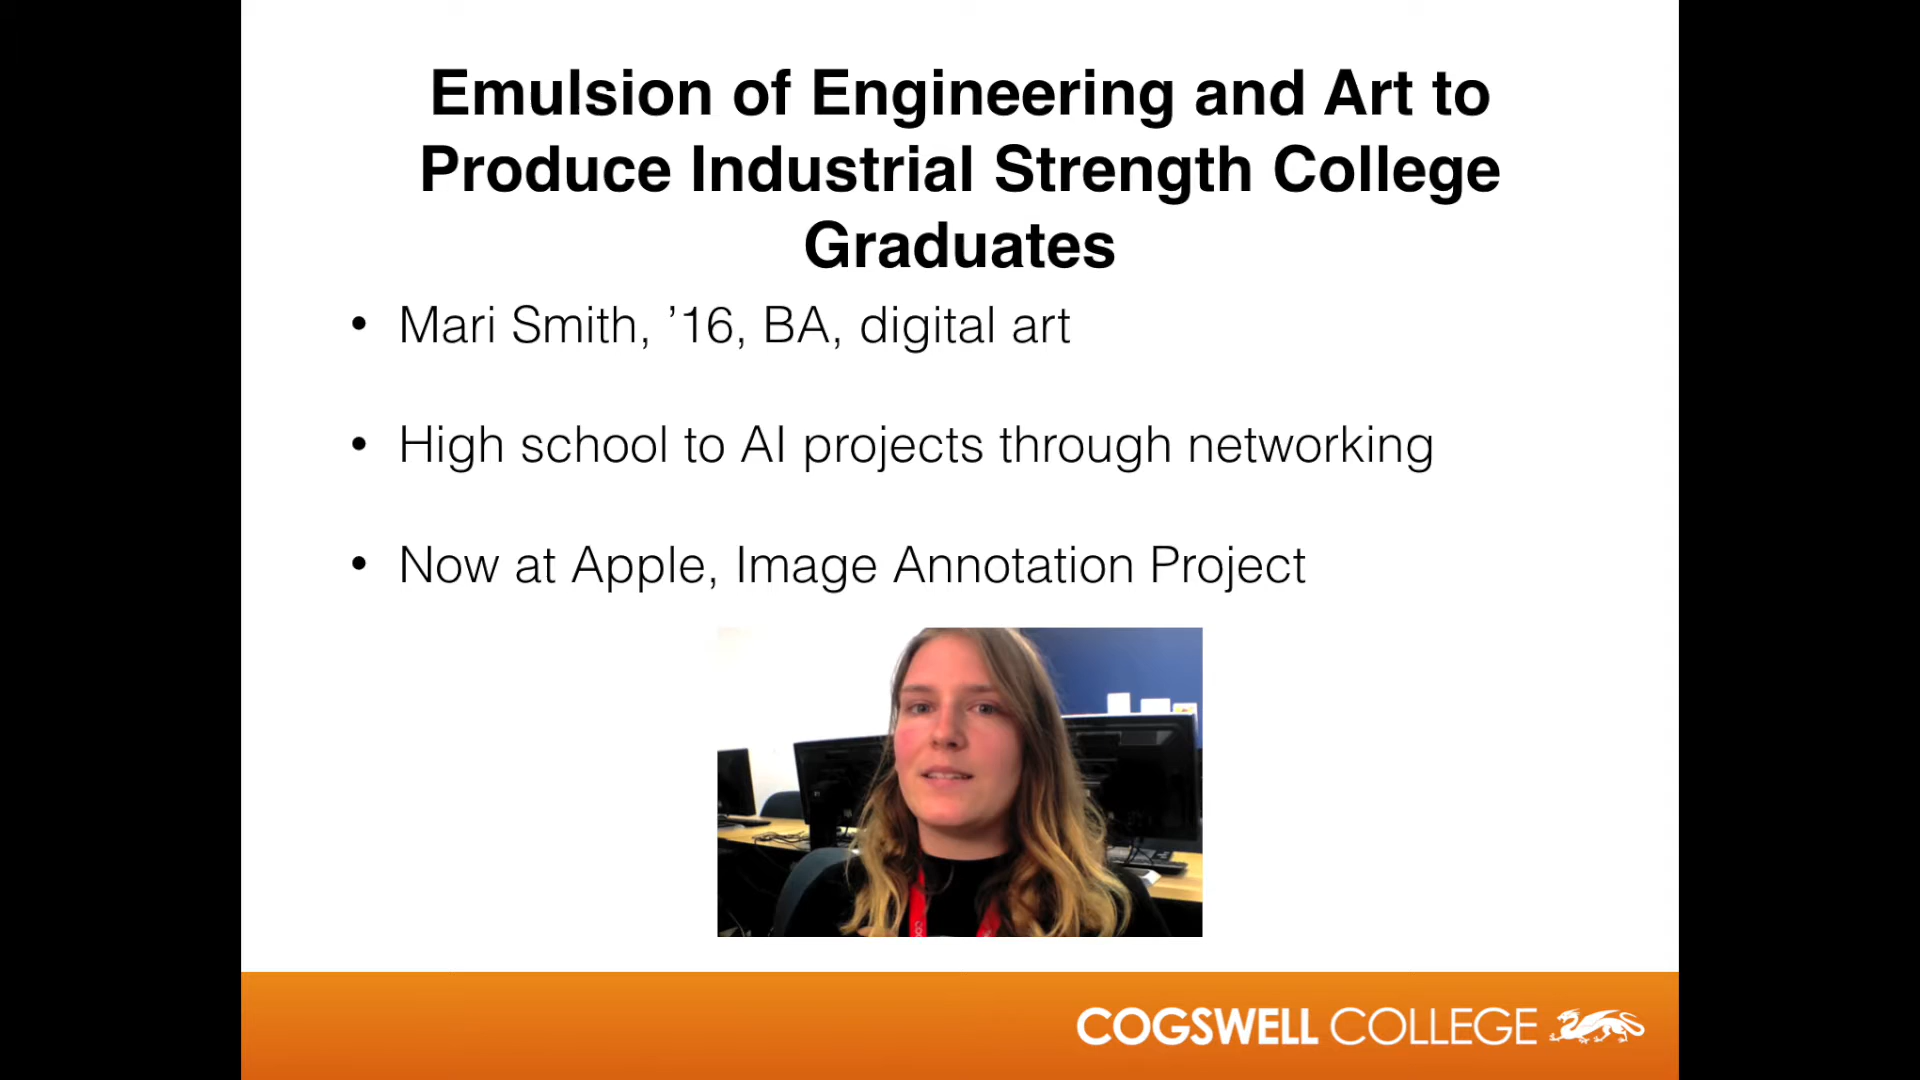 Emulsion of Engineering and Art to
Produce Industrial Strength College
Graduates
• Mari Smith, ’16, BA, digital art
• High school to AI projects through networking
• Now at Apple, Image Annotation Project
COGSWELL COLLEGE